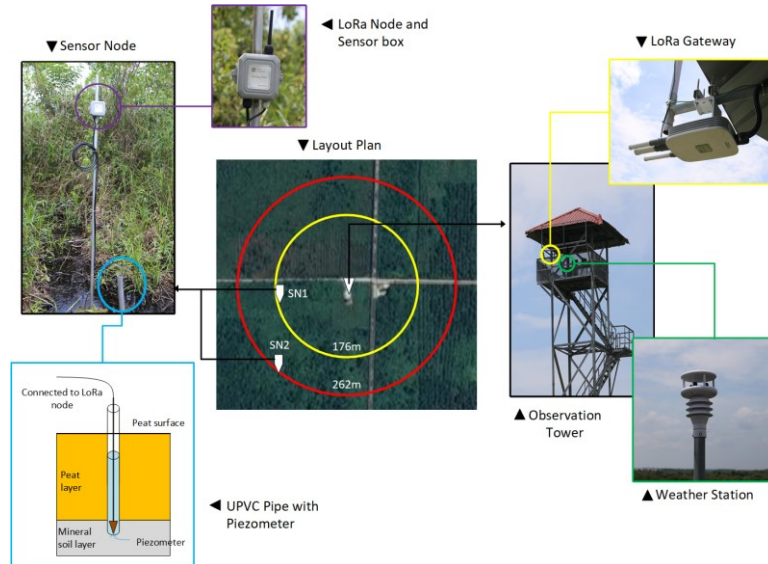 ◀ LoRa Node and
Sensor box
▼ Sensor Node
▼ LoRa Gateway
▼ Layout Plan
SN1
SN2
176m
262m
Connected to LoRa
node
Peat surface
Peat
layer
Mineral
soil layer
Piezometer
◀ UPVC Pipe with
Piezometer
▲ Observation
Tower
▲ Weather Station